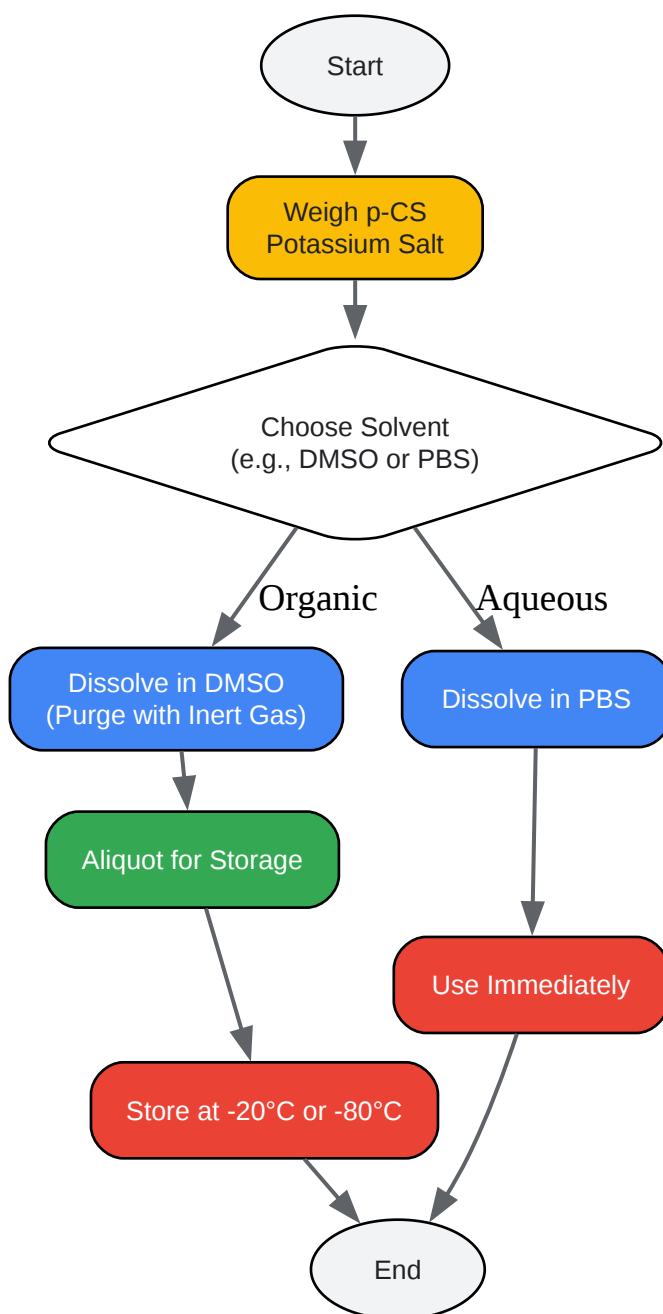 Start
Weigh p-CS
Potassium Salt
Choose Solvent
(e.g., DMSO or PBS)
Organic
Aqueous
Dissolve in DMSO
(Purge with Inert Gas)
Dissolve in PBS
Aliquot for Storage
Use Immediately
Store at -20°C or -80°C
End